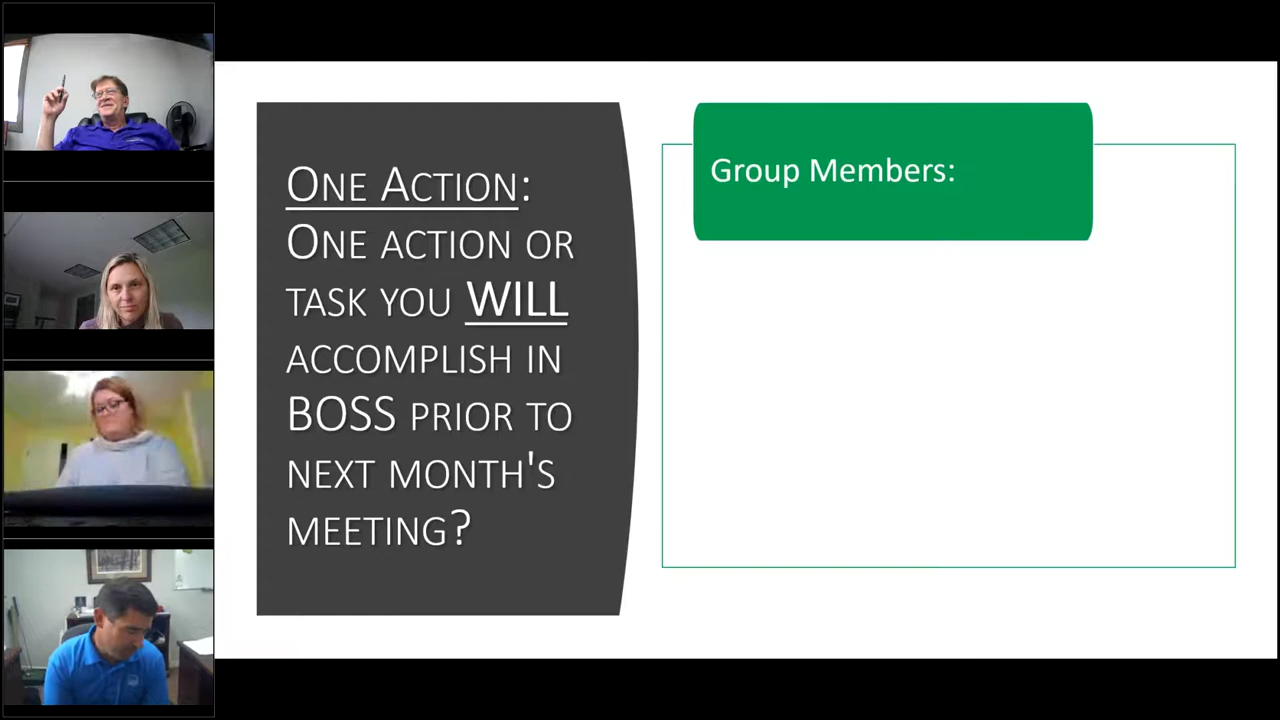 ONE ACTION:
ONE ACTION OR
TASK YOU WILL
ACCOMPLISH IN
BOSS PRIOR TO
NEXT MONTH'S
MEETING?
Group Members: